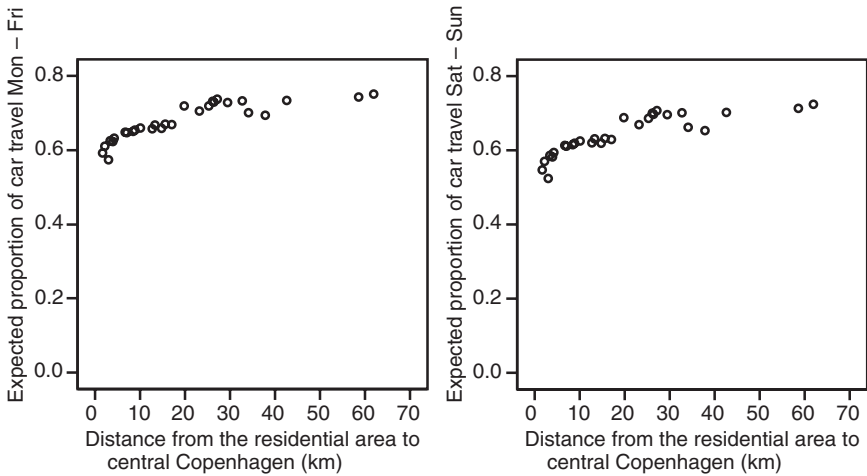 Expected proportion of car travel Mon – Fri
0.8
0.6
0.4
0.2
0.0
0 10 20 30 40 50 60 70
Distance from the residential area to
central Copenhagen (km)
Expected proportion of car travel Sat – Sun
0.8
0.6
0.4
0.2
0.0
0 10 20 30 40 50 60 70
Distance from the residential area to
central Copenhagen (km)